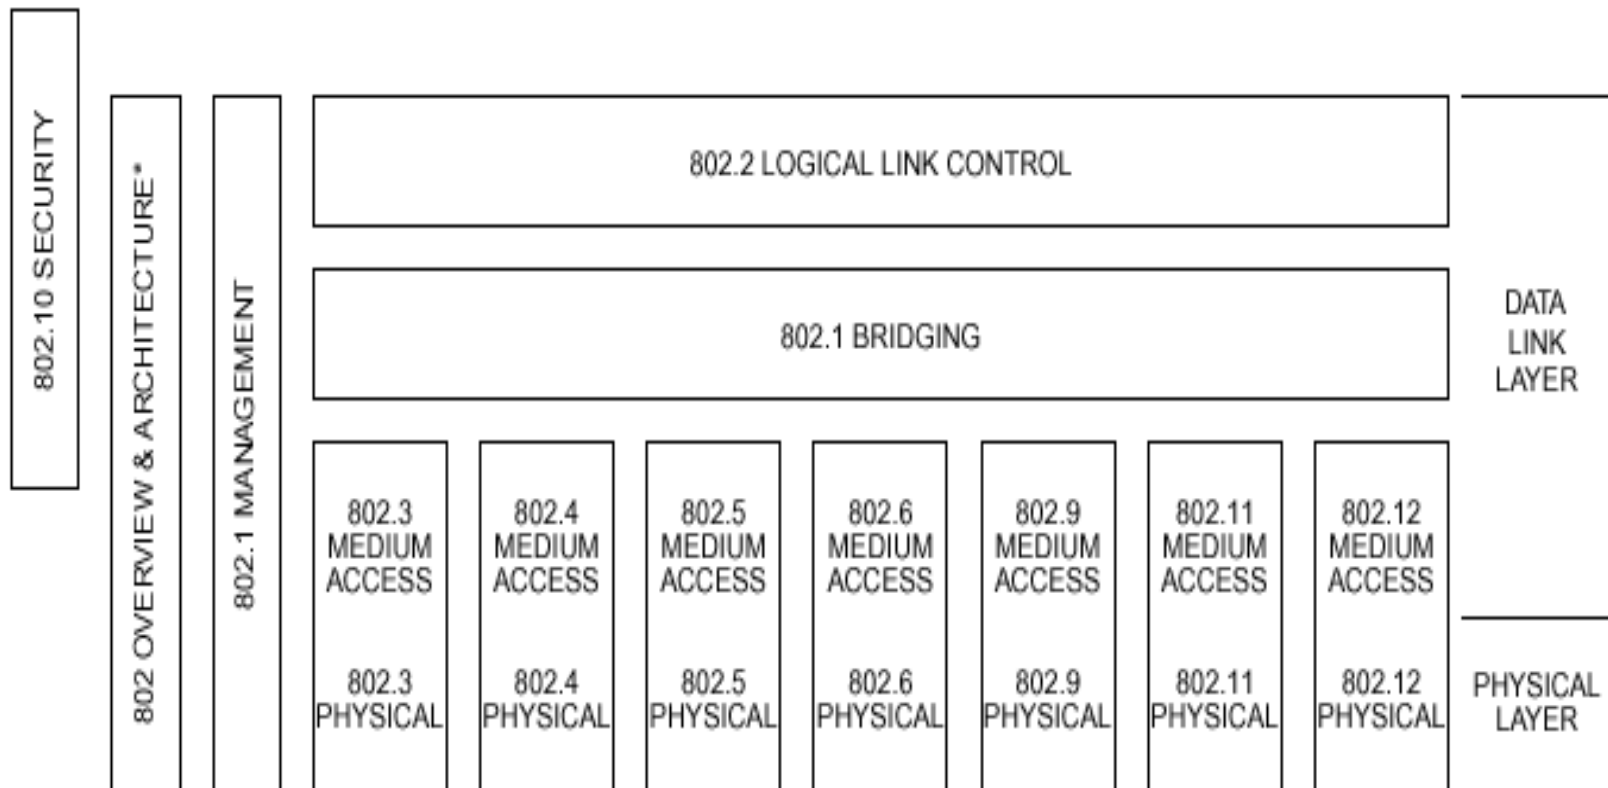 802.10 SECURITY
802 OVERVIEW & ARCHITECTURE*
802.1 MANAGEMENT
802.2 LOGICAL LINK CONTROL
802.1 BRIDGING
DATA
LINK
LAYER
802.3
MEDIUM
ACCESS
802.3
PHYSICAL
802.4
MEDIUM
ACCESS
802.4
PHYSICAL
802.5
MEDIUM
ACCESS
802.5
PHYSICAL
802.6
MEDIUM
ACCESS
802.6
PHYSICAL
802.9
MEDIUM
ACCESS
802.9
PHYSICAL
802.11
MEDIUM
ACCESS
802.11
PHYSICAL
802.12
MEDIUM
ACCESS
802.12
PHYSICAL
PHYSICAL
LAYER